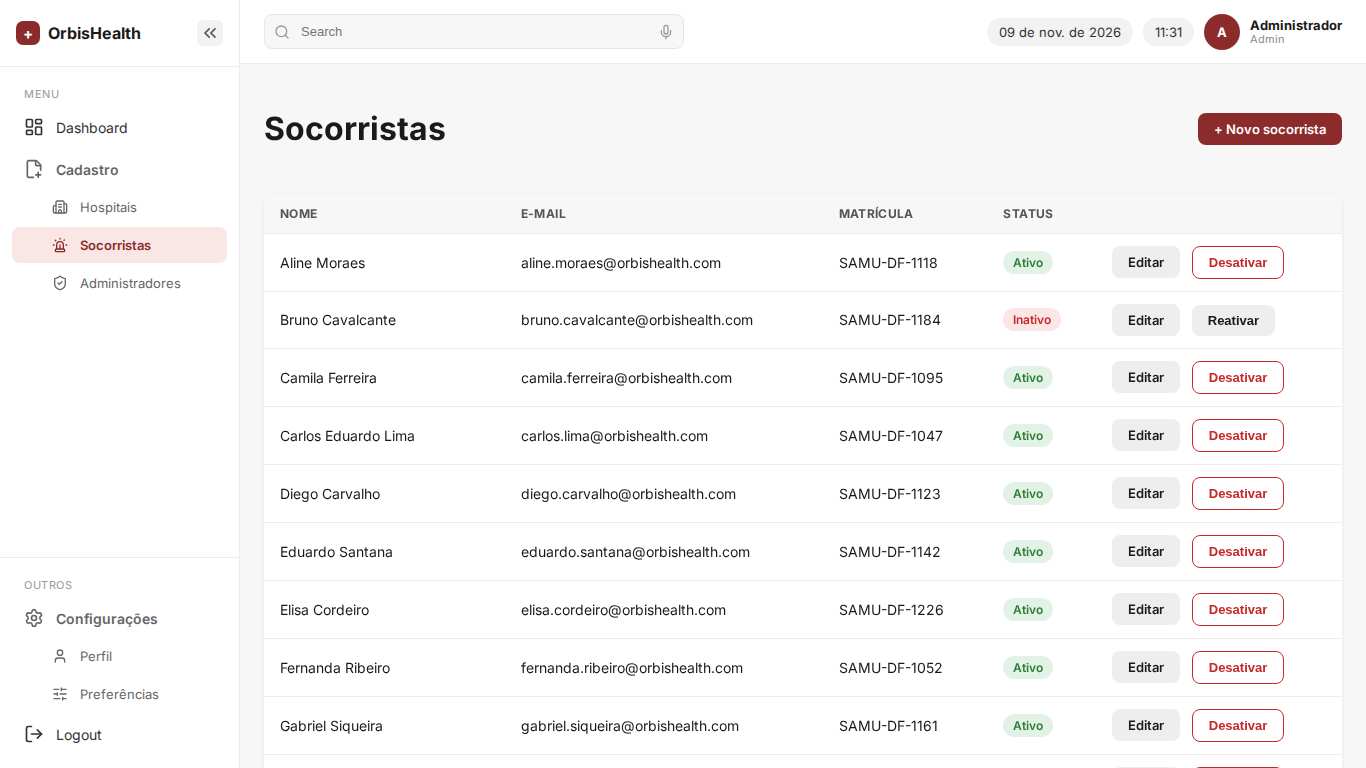 + OrbisHealth
MENU
Dashboard
Cadastro
Hospitais
Socorristas
Administradores
OUTROS
Configurações
Perfil
Preferências
Logout
Search
09 de nov. de 2026
11:31
A
Administrador
Admin
Socorristas
+ Novo socorrista
NOME E-MAIL MATRÍCULA STATUS
Aline Moraes aline.moraes@orbishealth.com SAMU-DF-1118 Ativo Editar Desativar
Bruno Cavalcante bruno.cavalcante@orbishealth.com SAMU-DF-1184 Inativo Editar Reativar
Camila Ferreira camila.ferreira@orbishealth.com SAMU-DF-1095 Ativo Editar Desativar
Carlos Eduardo Lima carlos.lima@orbishealth.com SAMU-DF-1047 Ativo Editar Desativar
Diego Carvalho diego.carvalho@orbishealth.com SAMU-DF-1123 Ativo Editar Desativar
Eduardo Santana eduardo.santana@orbishealth.com SAMU-DF-1142 Ativo Editar Desativar
Elisa Cordeiro elisa.cordeiro@orbishealth.com SAMU-DF-1226 Ativo Editar Desativar
Fernanda Ribeiro fernanda.ribeiro@orbishealth.com SAMU-DF-1052 Ativo Editar Desativar
Gabriel Siqueira gabriel.siqueira@orbishealth.com SAMU-DF-1161 Ativo Editar Desativar